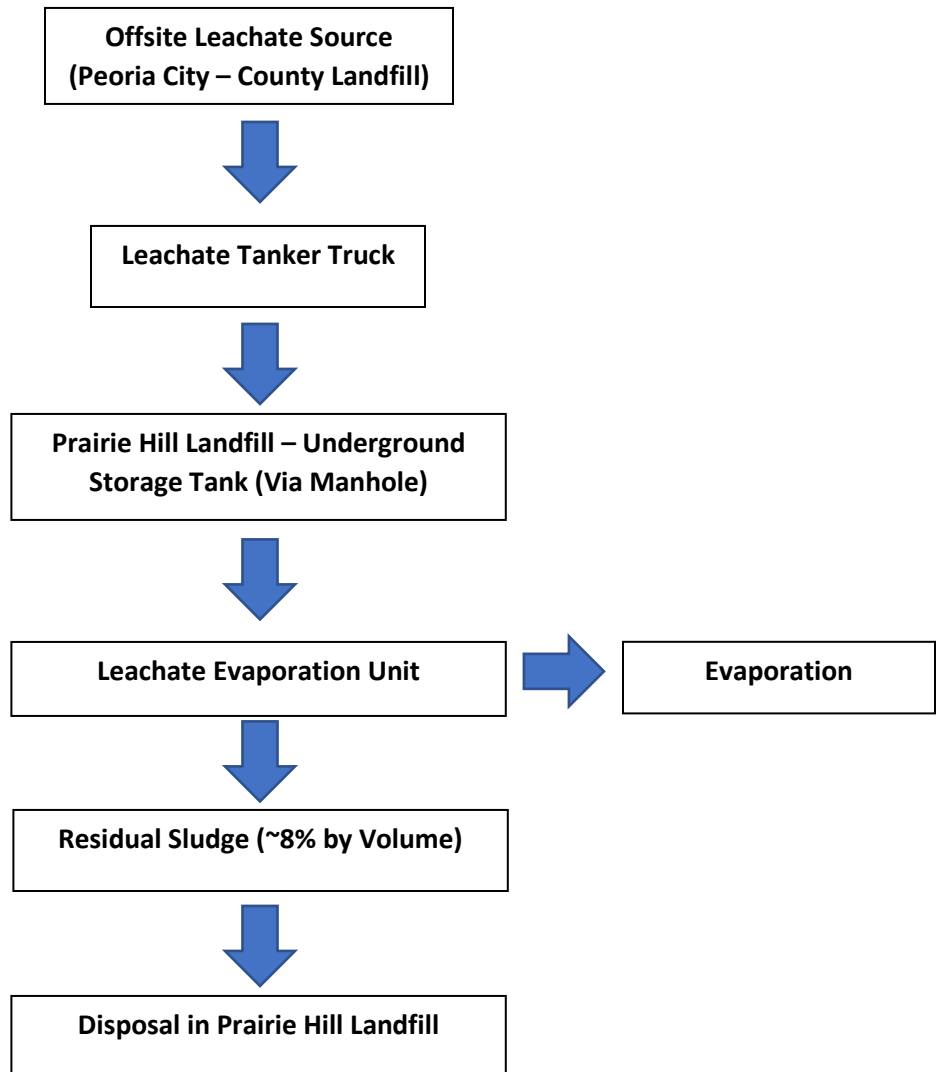 Offsite Leachate Source
(Peoria City – County Landfill)
Leachate Tanker Truck
Prairie Hill Landfill – Underground
Storage Tank (Via Manhole)
Leachate Evaporation Unit
Evaporation
Residual Sludge (~8% by Volume)
Disposal in Prairie Hill Landfill